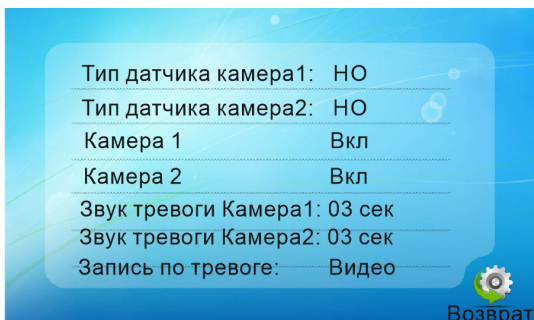 Тип датчика камера1: НО
Тип датчика камера2: НО
Камера 1 Вкл
Камера 2 Вкл
Звук тревоги Камера1: 03 сек
Звук тревоги Камера2: 03 сек
Запись по тревоге: Видео
Возврат